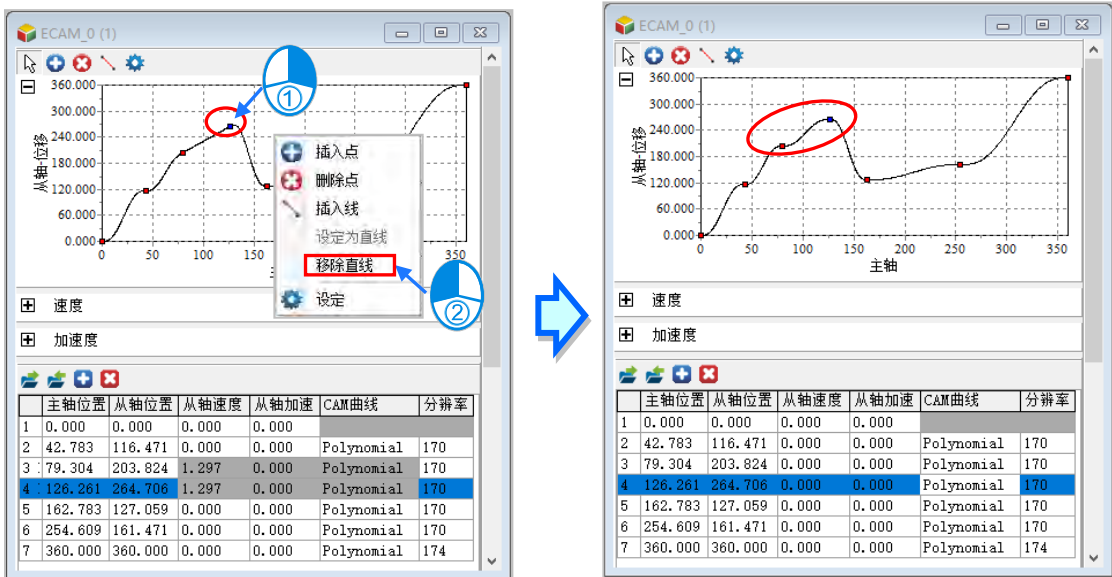 ECAM_0 (1)
360.000
300.000
240.000
180.000
120.000
60.000
0.000
从轴-位移
0 50 100 150 350
①
插入点
删除点
插入线
设定为直线
移除直线
设定
②
速度
加速度
主轴位置 从轴位置 从轴速度 从轴加速 CAM曲线 分辨率
1 0.000 0.000 0.000 0.000
2 42.783 116.471 0.000 0.000 Polynomial 170
3 79.304 203.824 1.297 0.000 Polynomial 170
4 126.261 264.706 1.297 0.000 Polynomial 170
5 162.783 127.059 0.000 0.000 Polynomial 170
6 254.609 161.471 0.000 0.000 Polynomial 170
7 360.000 360.000 0.000 0.000 Polynomial 174
ECAM_0 (1)
360.000
300.000
240.000
180.000
120.000
60.000
0.000
从轴-位移
0 50 100 150 200 250 300 350
主轴
速度
加速度
主轴位置 从轴位置 从轴速度 从轴加速 CAM曲线 分辨率
1 0.000 0.000 0.000 0.000
2 42.783 116.471 0.000 0.000 Polynomial 170
3 79.304 203.824 0.000 0.000 Polynomial 170
4 126.261 264.706 0.000 0.000 Polynomial 170
5 162.783 127.059 0.000 0.000 Polynomial 170
6 254.609 161.471 0.000 0.000 Polynomial 170
7 360.000 360.000 0.000 0.000 Polynomial 174